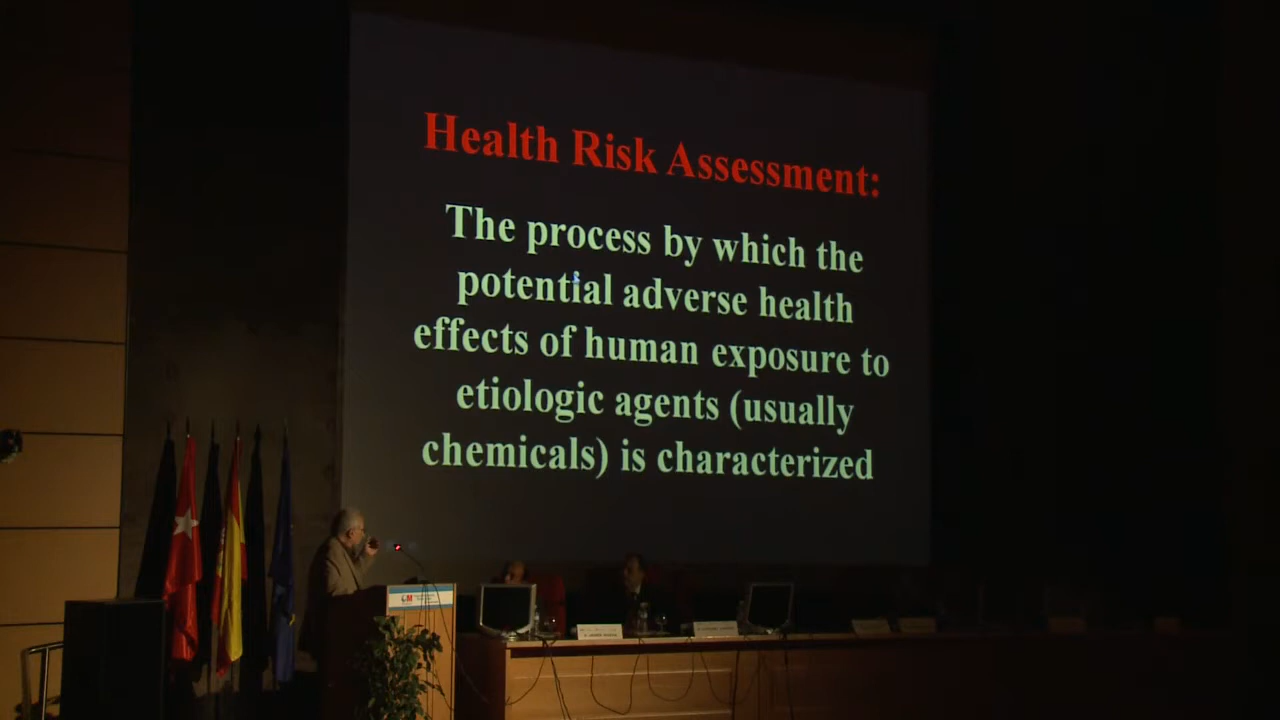 Health Risk Assessment:
The process by which the
potential adverse health
effects of human exposure to
etiologic agents (usually
chemicals) is characterized